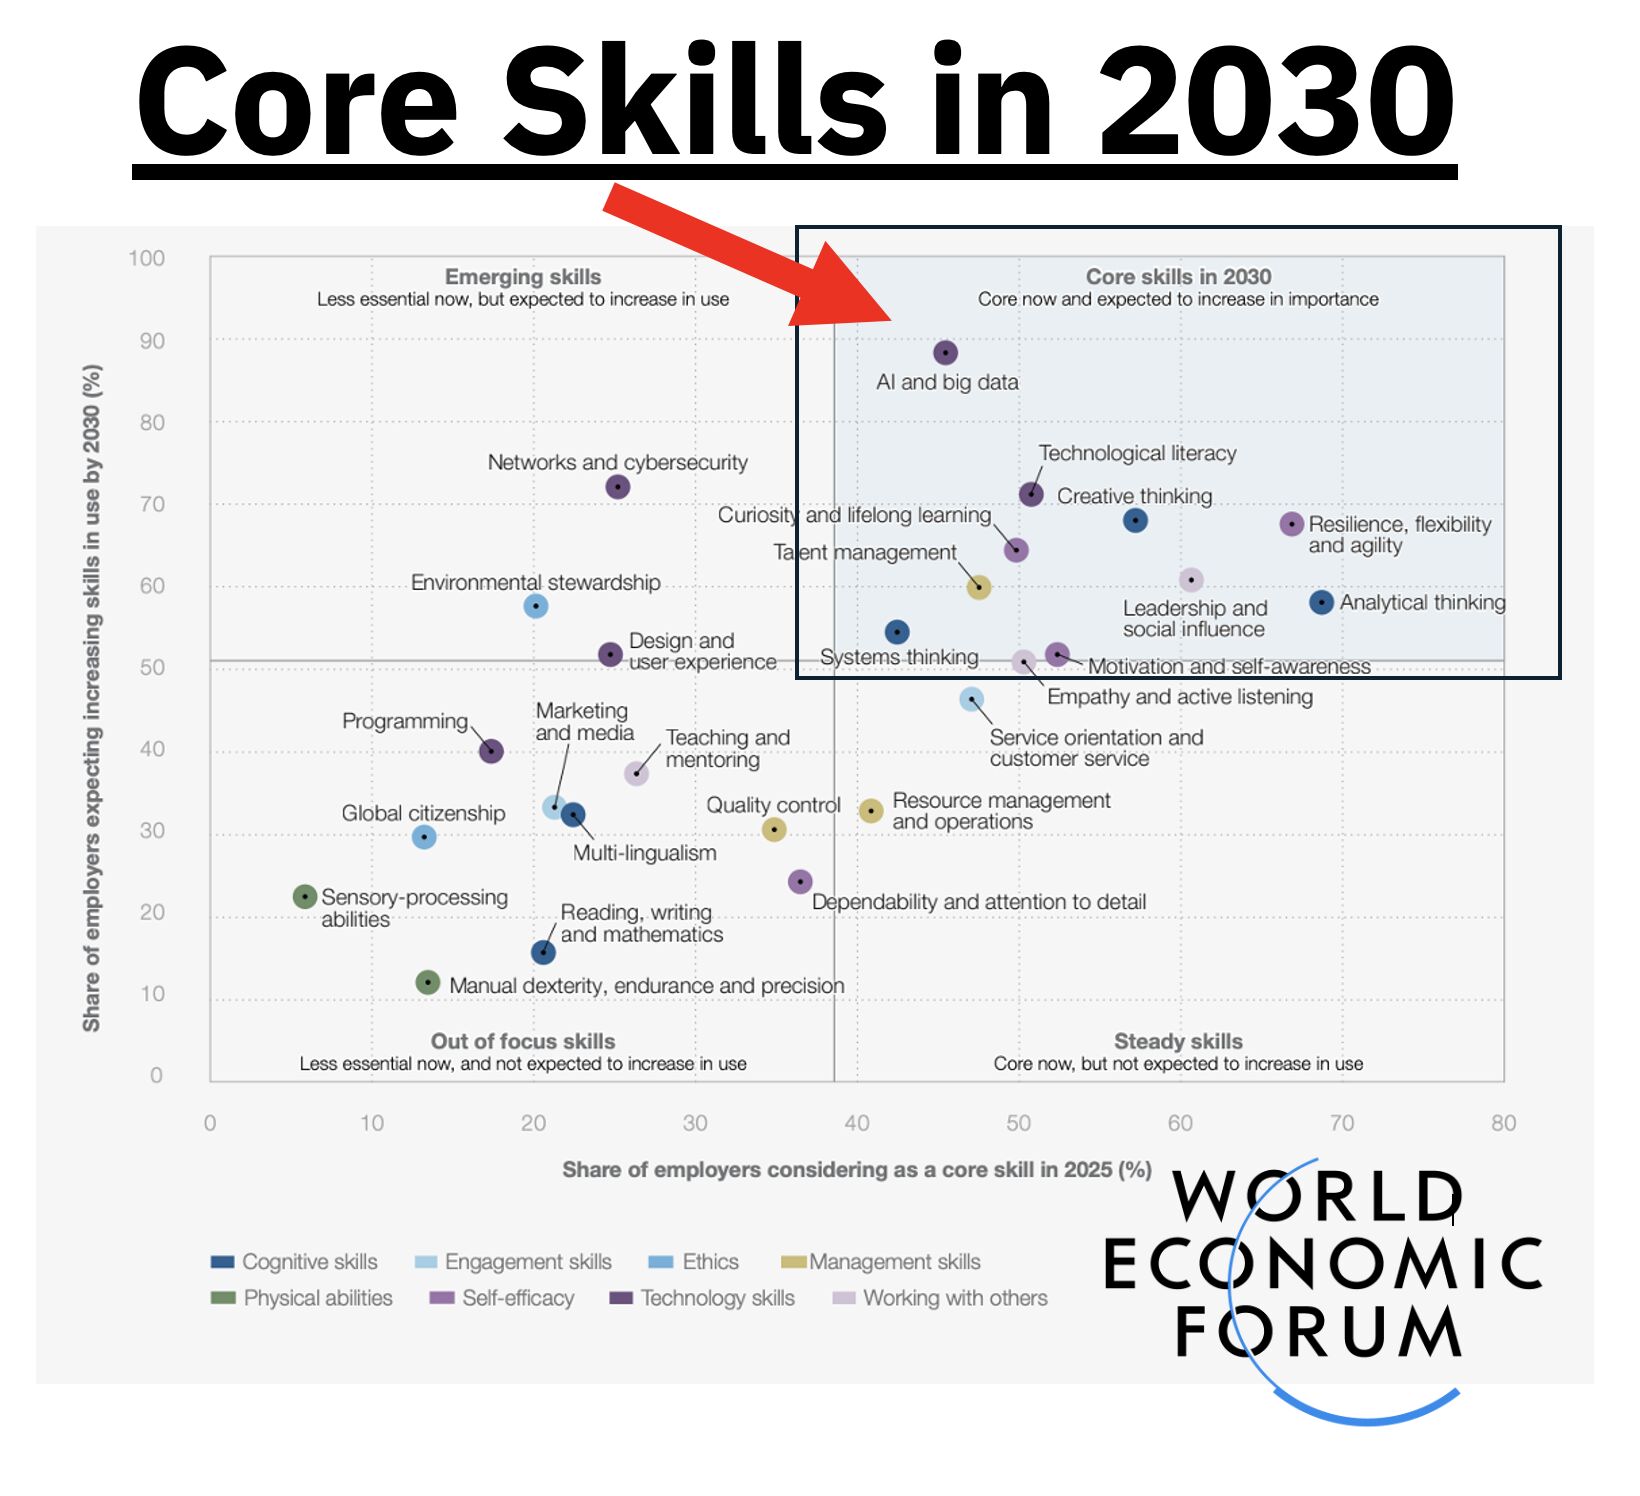 Core Skills in 2030
100
90
80
70
60
50
40
30
20
10
0
Share of employers expecting increasing skills in use by 2030 (%)
Emerging skills
Less essential now, but expected to increase in use
Core skills in 2030
Core now and expected to increase in importance
AI and big data
Networks and cybersecurity
Technological literacy
Creative thinking
Curiosity and lifelong learning
Resilience, flexibility
and agility
Talent management
Environmental stewardship
Leadership and
social influence
Analytical thinking
Design and
user experience
Systems thinking
Motivation and self-awareness
Empathy and active listening
Programming
Marketing
and media
Teaching and
mentoring
Service orientation and
customer service
Global citizenship
Quality control
Resource management
and operations
Multi-lingualism
Sensory-processing
abilities
Dependability and attention to detail
Reading, writing
and mathematics
Manual dexterity, endurance and precision
Out of focus skills
Less essential now, and not expected to increase in use
Steady skills
Core now, but not expected to increase in use
0 10 20 30 40 50 60 70 80
Share of employers considering as a core skill in 2025 (%)
Cognitive skills Engagement skills Ethics Management skills
Physical abilities Self-efficacy Technology skills Working with others
WORLD
ECONOMIC
FORUM